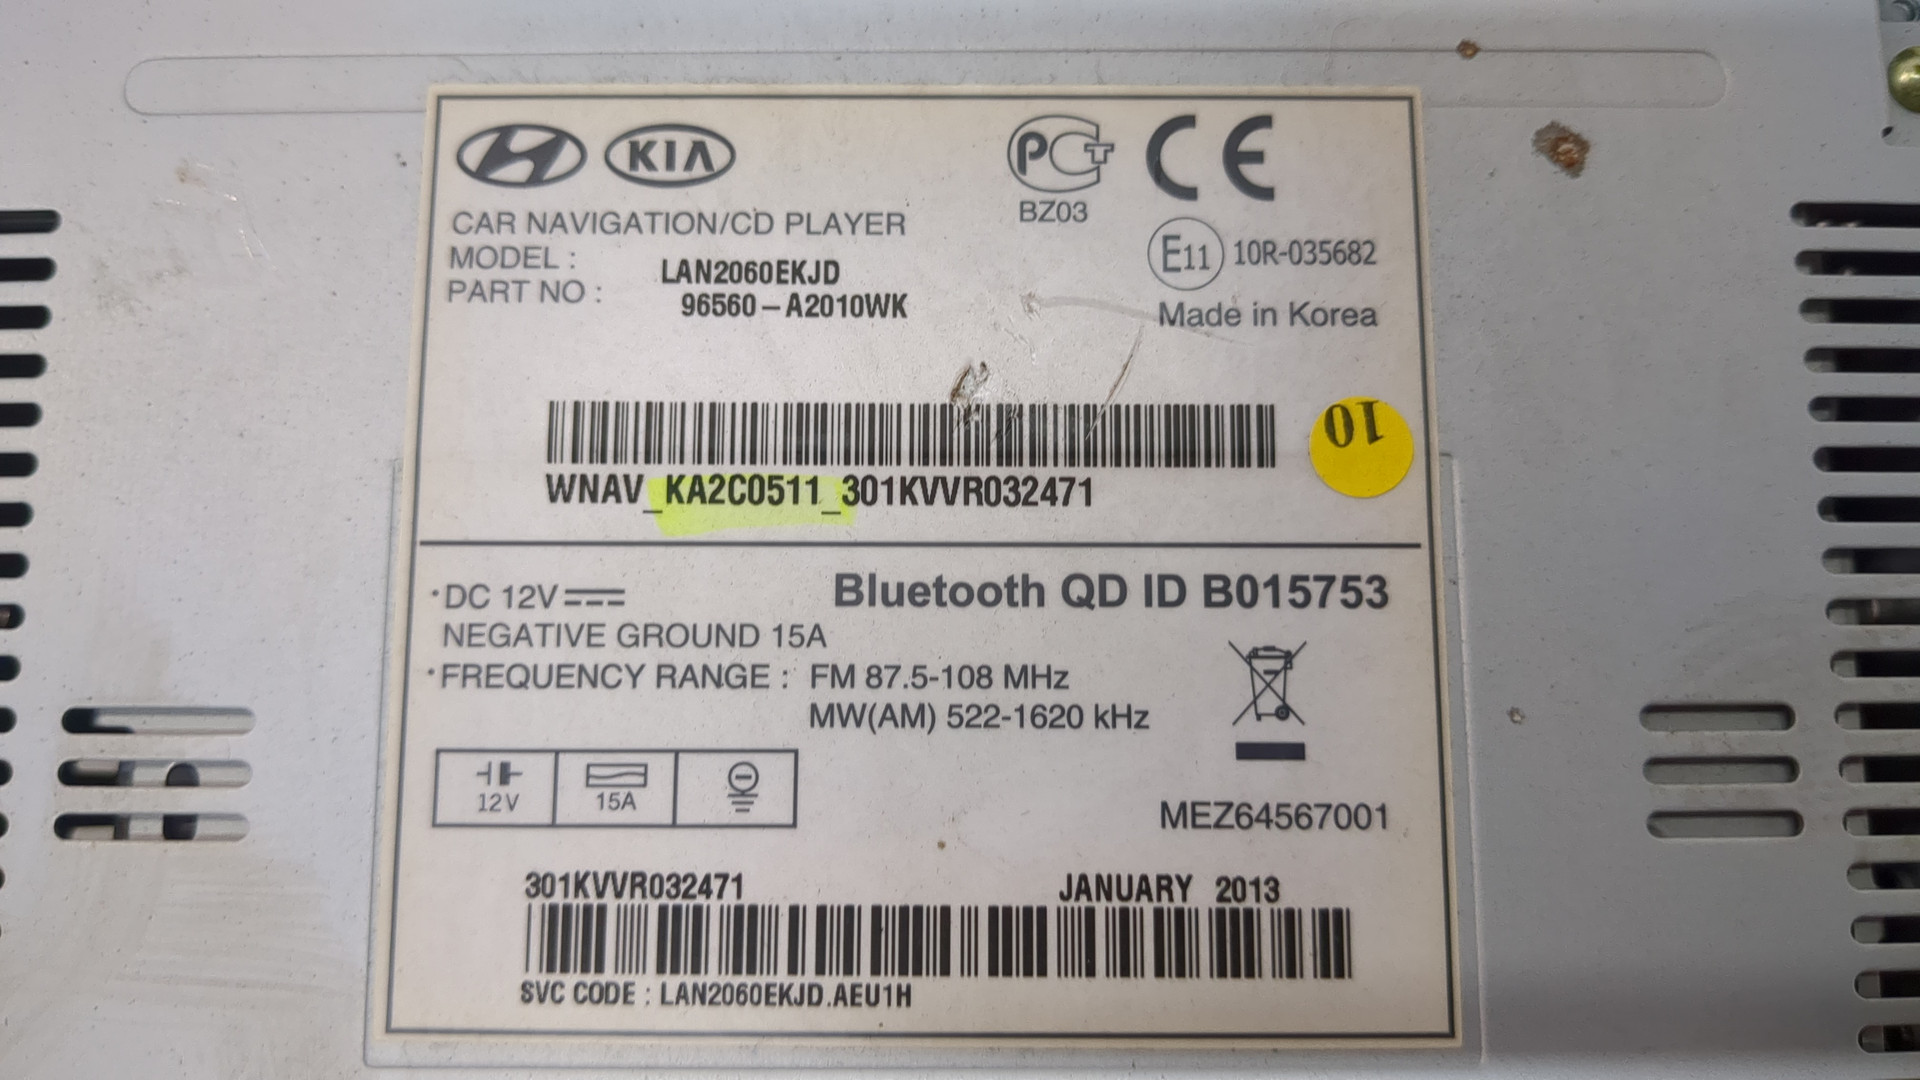 KIA
PCT
CE
BZ03
CAR NAVIGATION/CD PLAYER
MODEL : LAN2060EKJD
PART NO : 96560-A2010WK
E11 10R-035682
Made in Korea
10
WNAV_KA2C0511_301KVVR032471
·DC 12V
Bluetooth QD ID B015753
NEGATIVE GROUND 15A
·FREQUENCY RANGE : FM 87.5-108 MHz
MW(AM) 522-1620 kHz
12V 15A
MEZ64567001
301KVVR032471 JANUARY 2013
SVC CODE : LAN2060EKJD.AEU1H